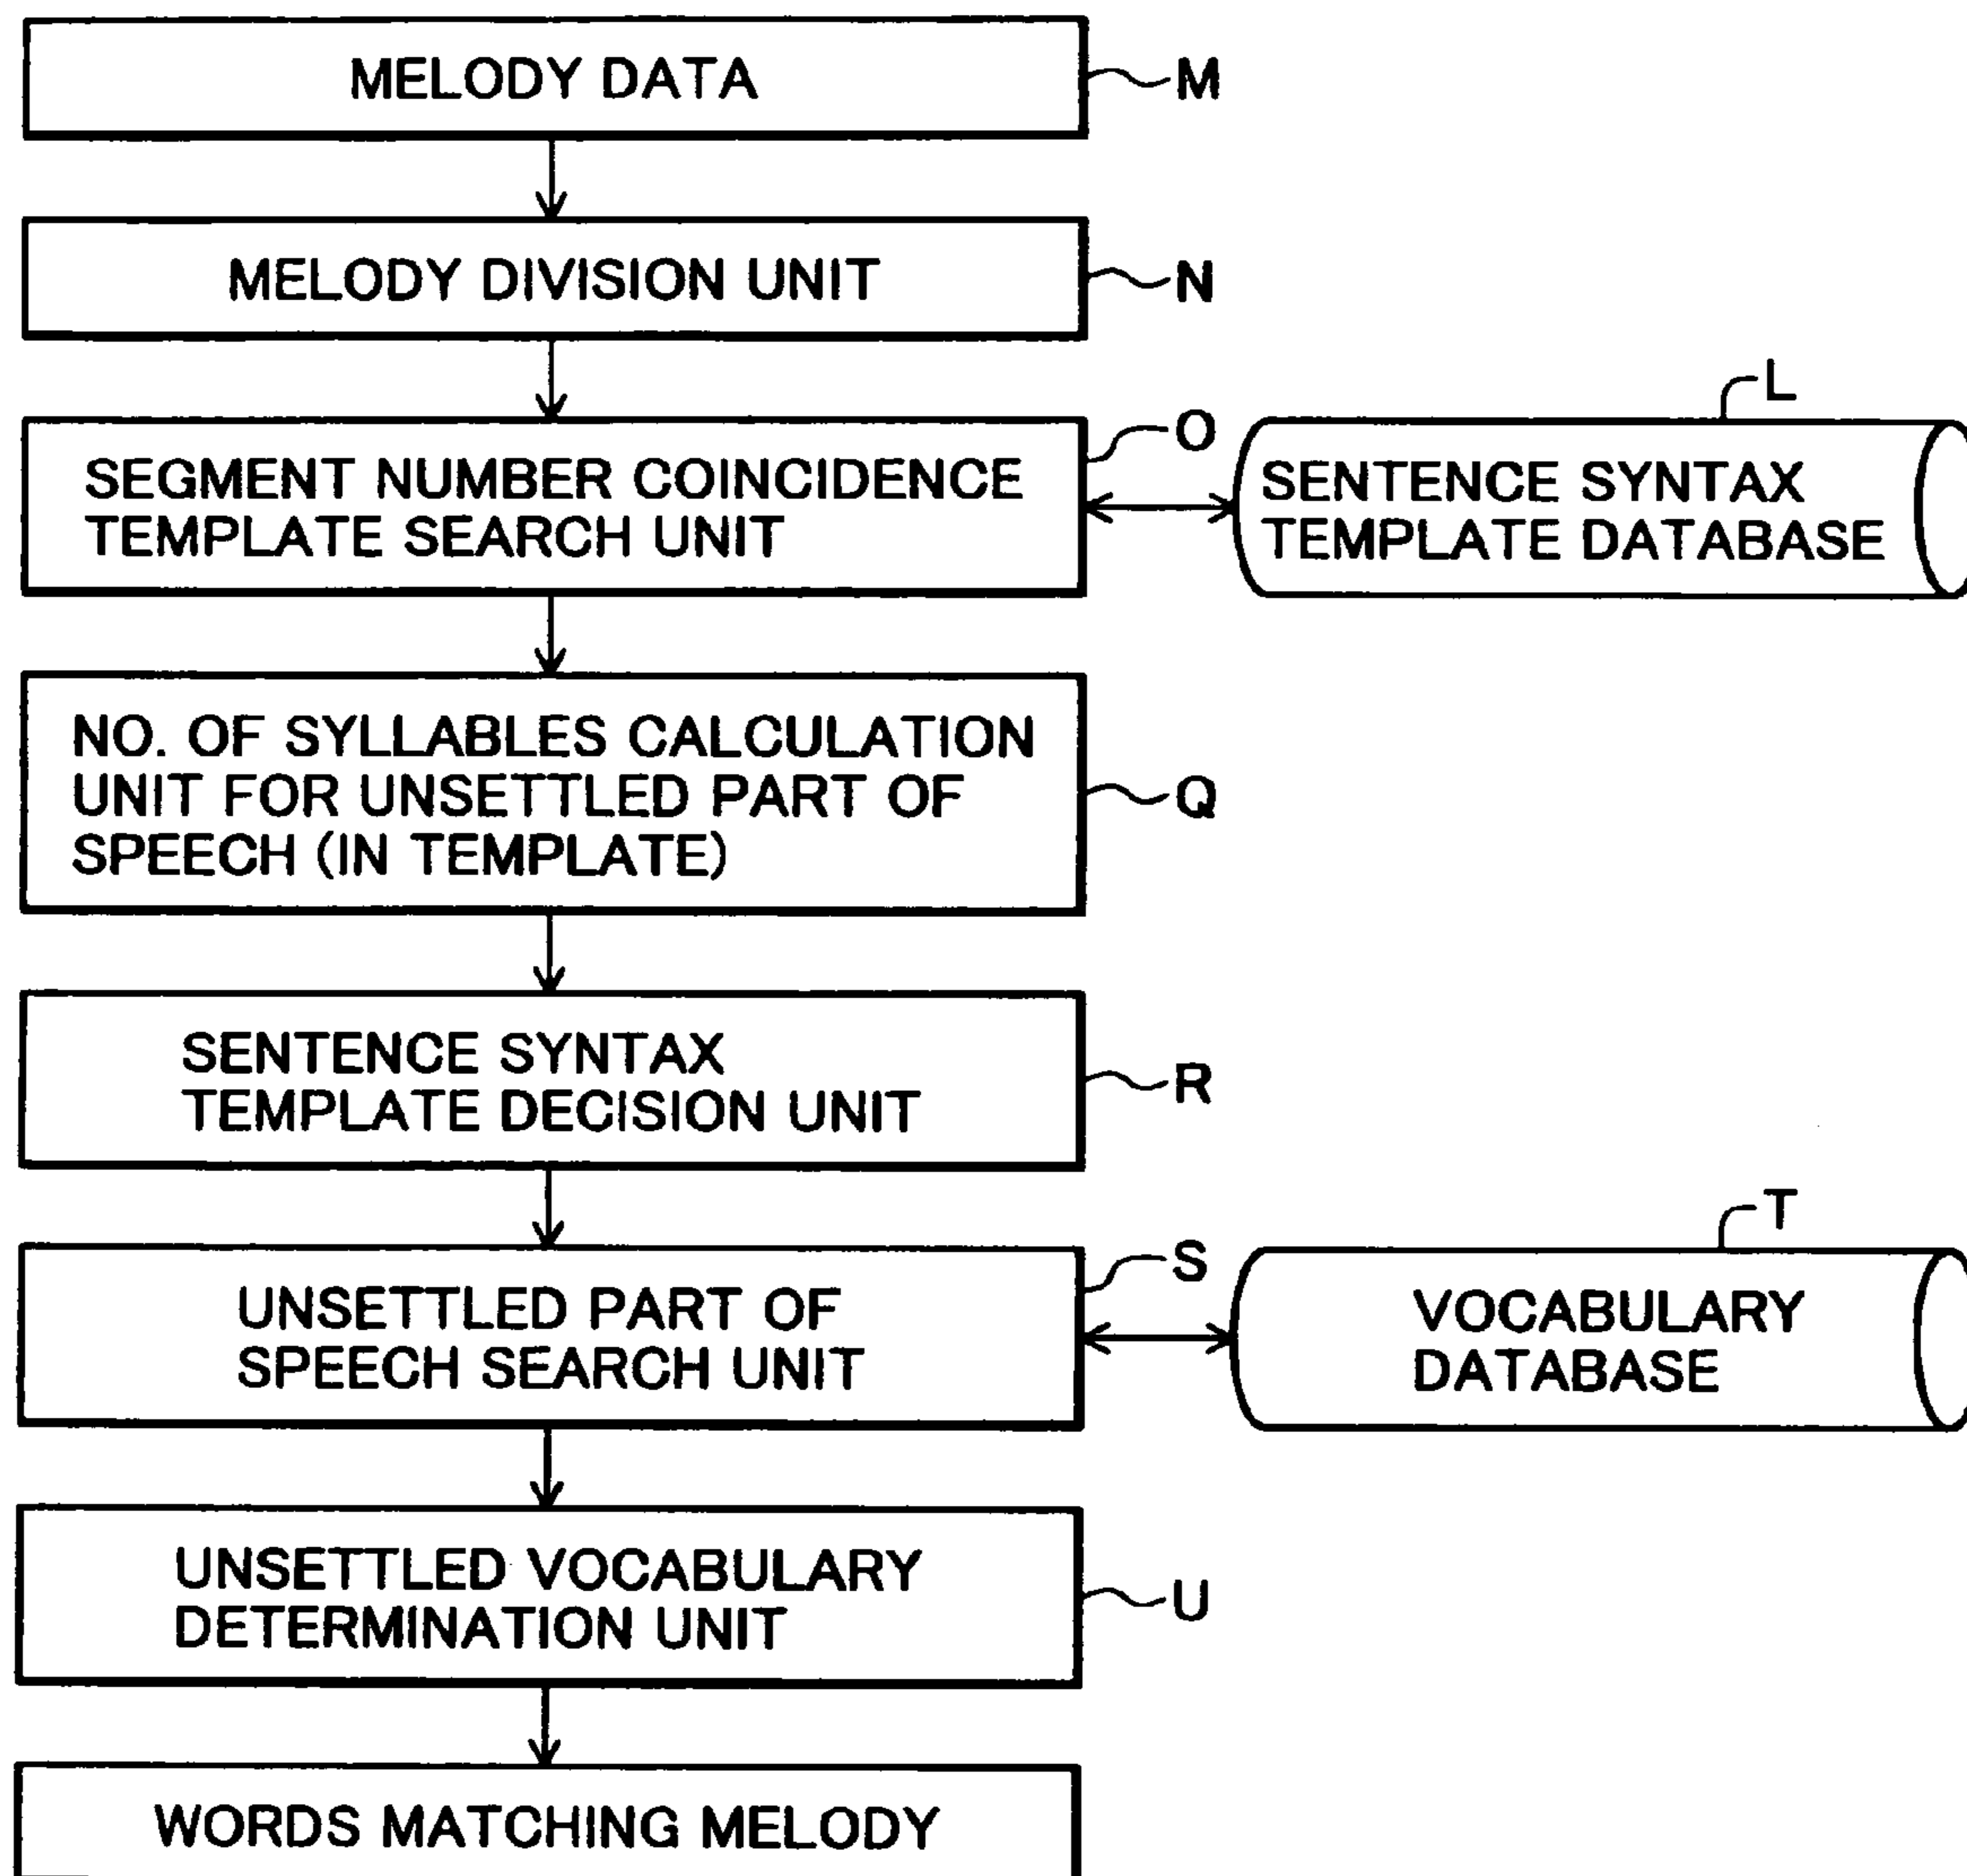 MELODY DATA
M
MELODY DIVISION UNIT
N
L
SEGMENT NUMBER COINCIDENCE
TEMPLATE SEARCH UNIT
O
SENTENCE SYNTAX
TEMPLATE DATABASE
NO. OF SYLLABLES CALCULATION
UNIT FOR UNSETTLED PART OF
SPEECH (IN TEMPLATE)
Q
SENTENCE SYNTAX
TEMPLATE DECISION UNIT
R
T
UNSETTLED PART OF
SPEECH SEARCH UNIT
S
VOCABULARY
DATABASE
UNSETTLED VOCABULARY
DETERMINATION UNIT
U
WORDS MATCHING MELODY